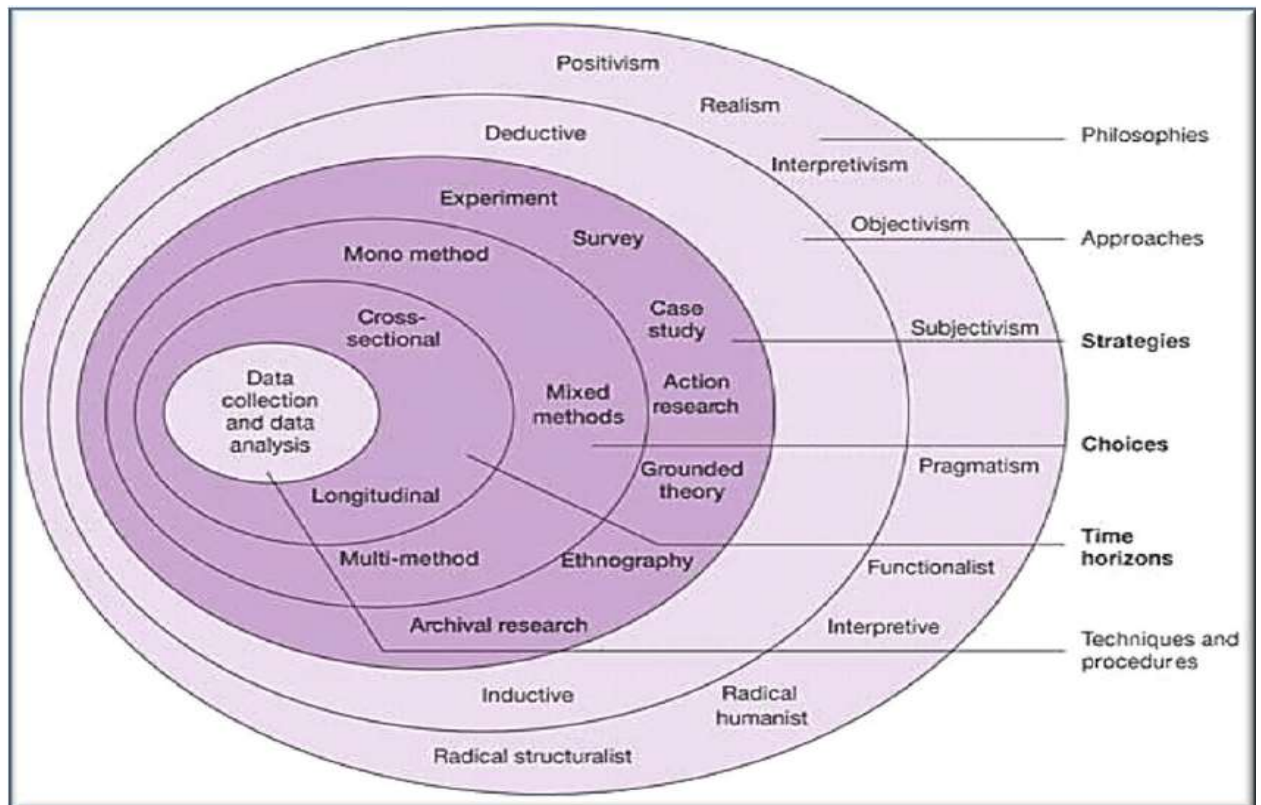 Positivism
Realism
Philosophies
Deductive
Interpretivism
Experiment
Objectivism
Survey
Approaches
Mono method
Case
study
Cross-
sectional
Subjectivism
Strategies
Data
collection
and data
analysis
Mixed
methods
Action
research
Choices
Pragmatism
Grounded
theory
Longitudinal
Time
horizons
Multi-method
Ethnography
Functionalist
Archival research
Interpretive
Techniques and
procedures
Inductive
Radical
humanist
Radical structuralist